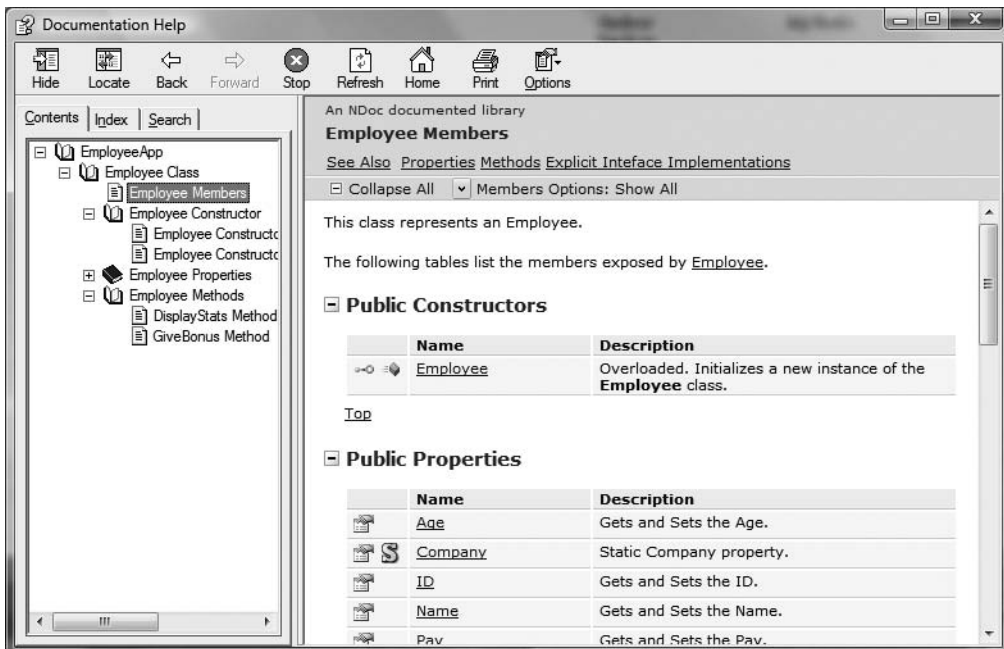 Documentation Help
Hide Locate Back Forward Stop Refresh Home Print Options
Contents Index Search
EmployeeApp
Employee Class
Employee Members
Employee Constructor
Employee Constructc
Employee Constructc
Employee Properties
Employee Methods
DisplayStats Method
GiveBonus Method
An NDoc documented library
Employee Members
See Also Properties Methods Explicit Inteface Implementations
Collapse All Members Options: Show All
This class represents an Employee.
The following tables list the members exposed by Employee.
Public Constructors
Name Description
Employee Overloaded. Initializes a new instance of the
Employee class.
Top
Public Properties
Name Description
Age Gets and Sets the Age.
S Company Static Company property.
ID Gets and Sets the ID.
Name Gets and Sets the Name.
Pay Gets and Sets the Pay.